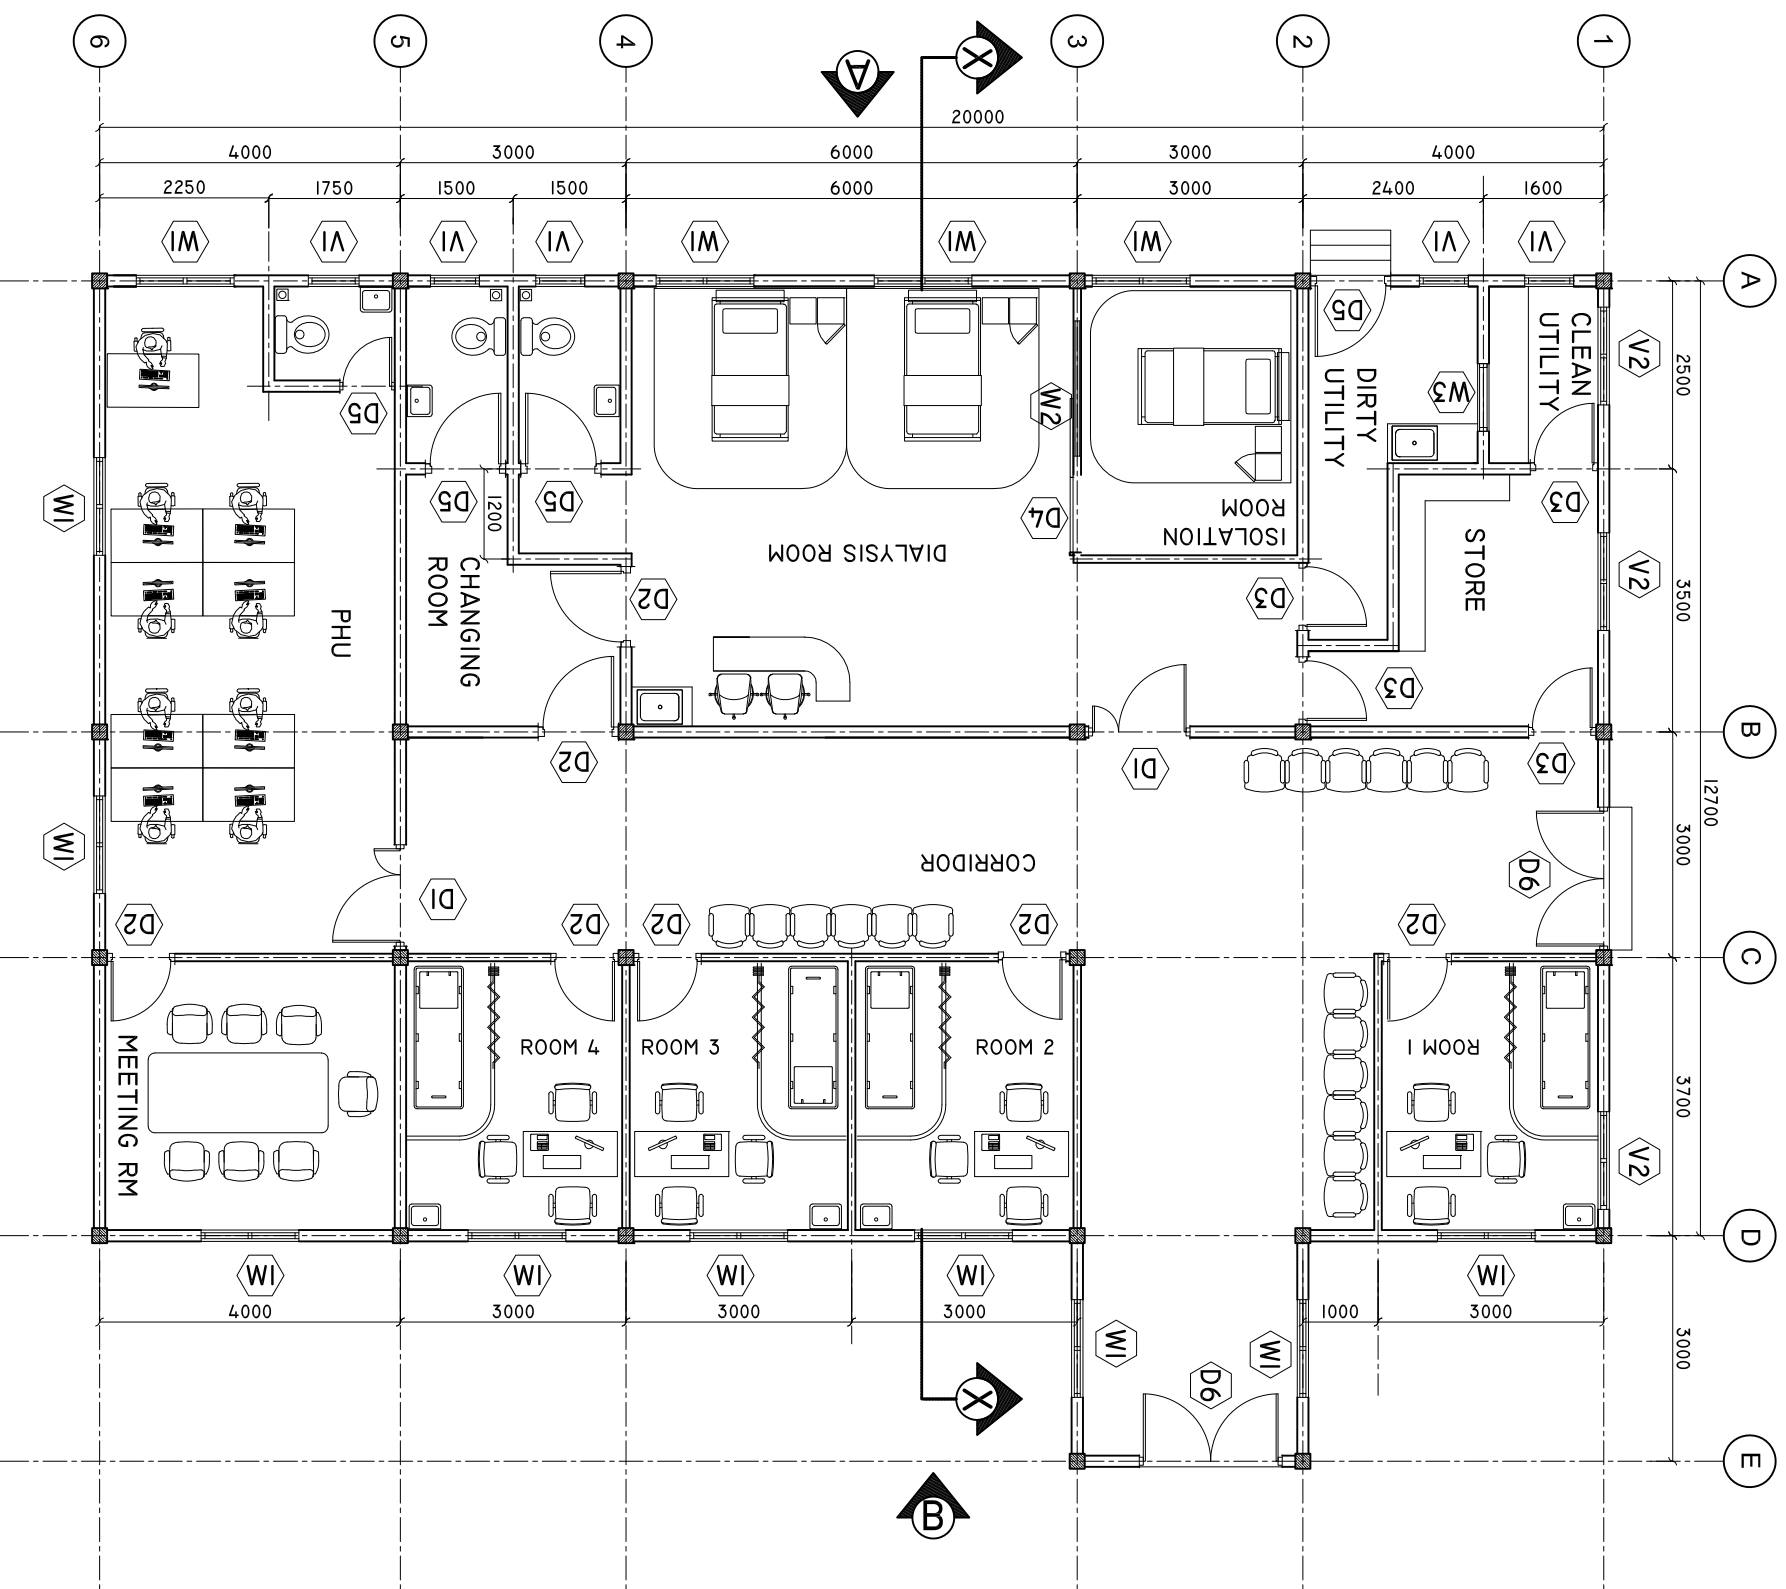 6
5
4
3
2
1
X
A
20000
4000
3000
6000
3000
4000
2250
1750
1500
1500
6000
3000
2400
1600
W1
V1
V1
V1
W1
W1
W1
V1
V1
A
D5
CLEAN
UTILITY
V2
2500
DIRTY
UTILITY
W3
W2
D5
D5
D5
1200
D4
ISOLATION
ROOM
D3
W1
DIALYSIS ROOM
STORE
CHANGING
ROOM
D2
D3
V2
3500
PHU
D3
B
D2
D1
D3
12700
W1
CORRIDOR
3000
D6
D2
D1
D2
D2
D2
D2
C
MEETING RM
ROOM 4
ROOM 3
ROOM 2
ROOM 1
3700
V2
D
W1
W1
W1
W1
W1
4000
3000
3000
3000
1000
3000
W1
W1
3000
D6
X
E
B